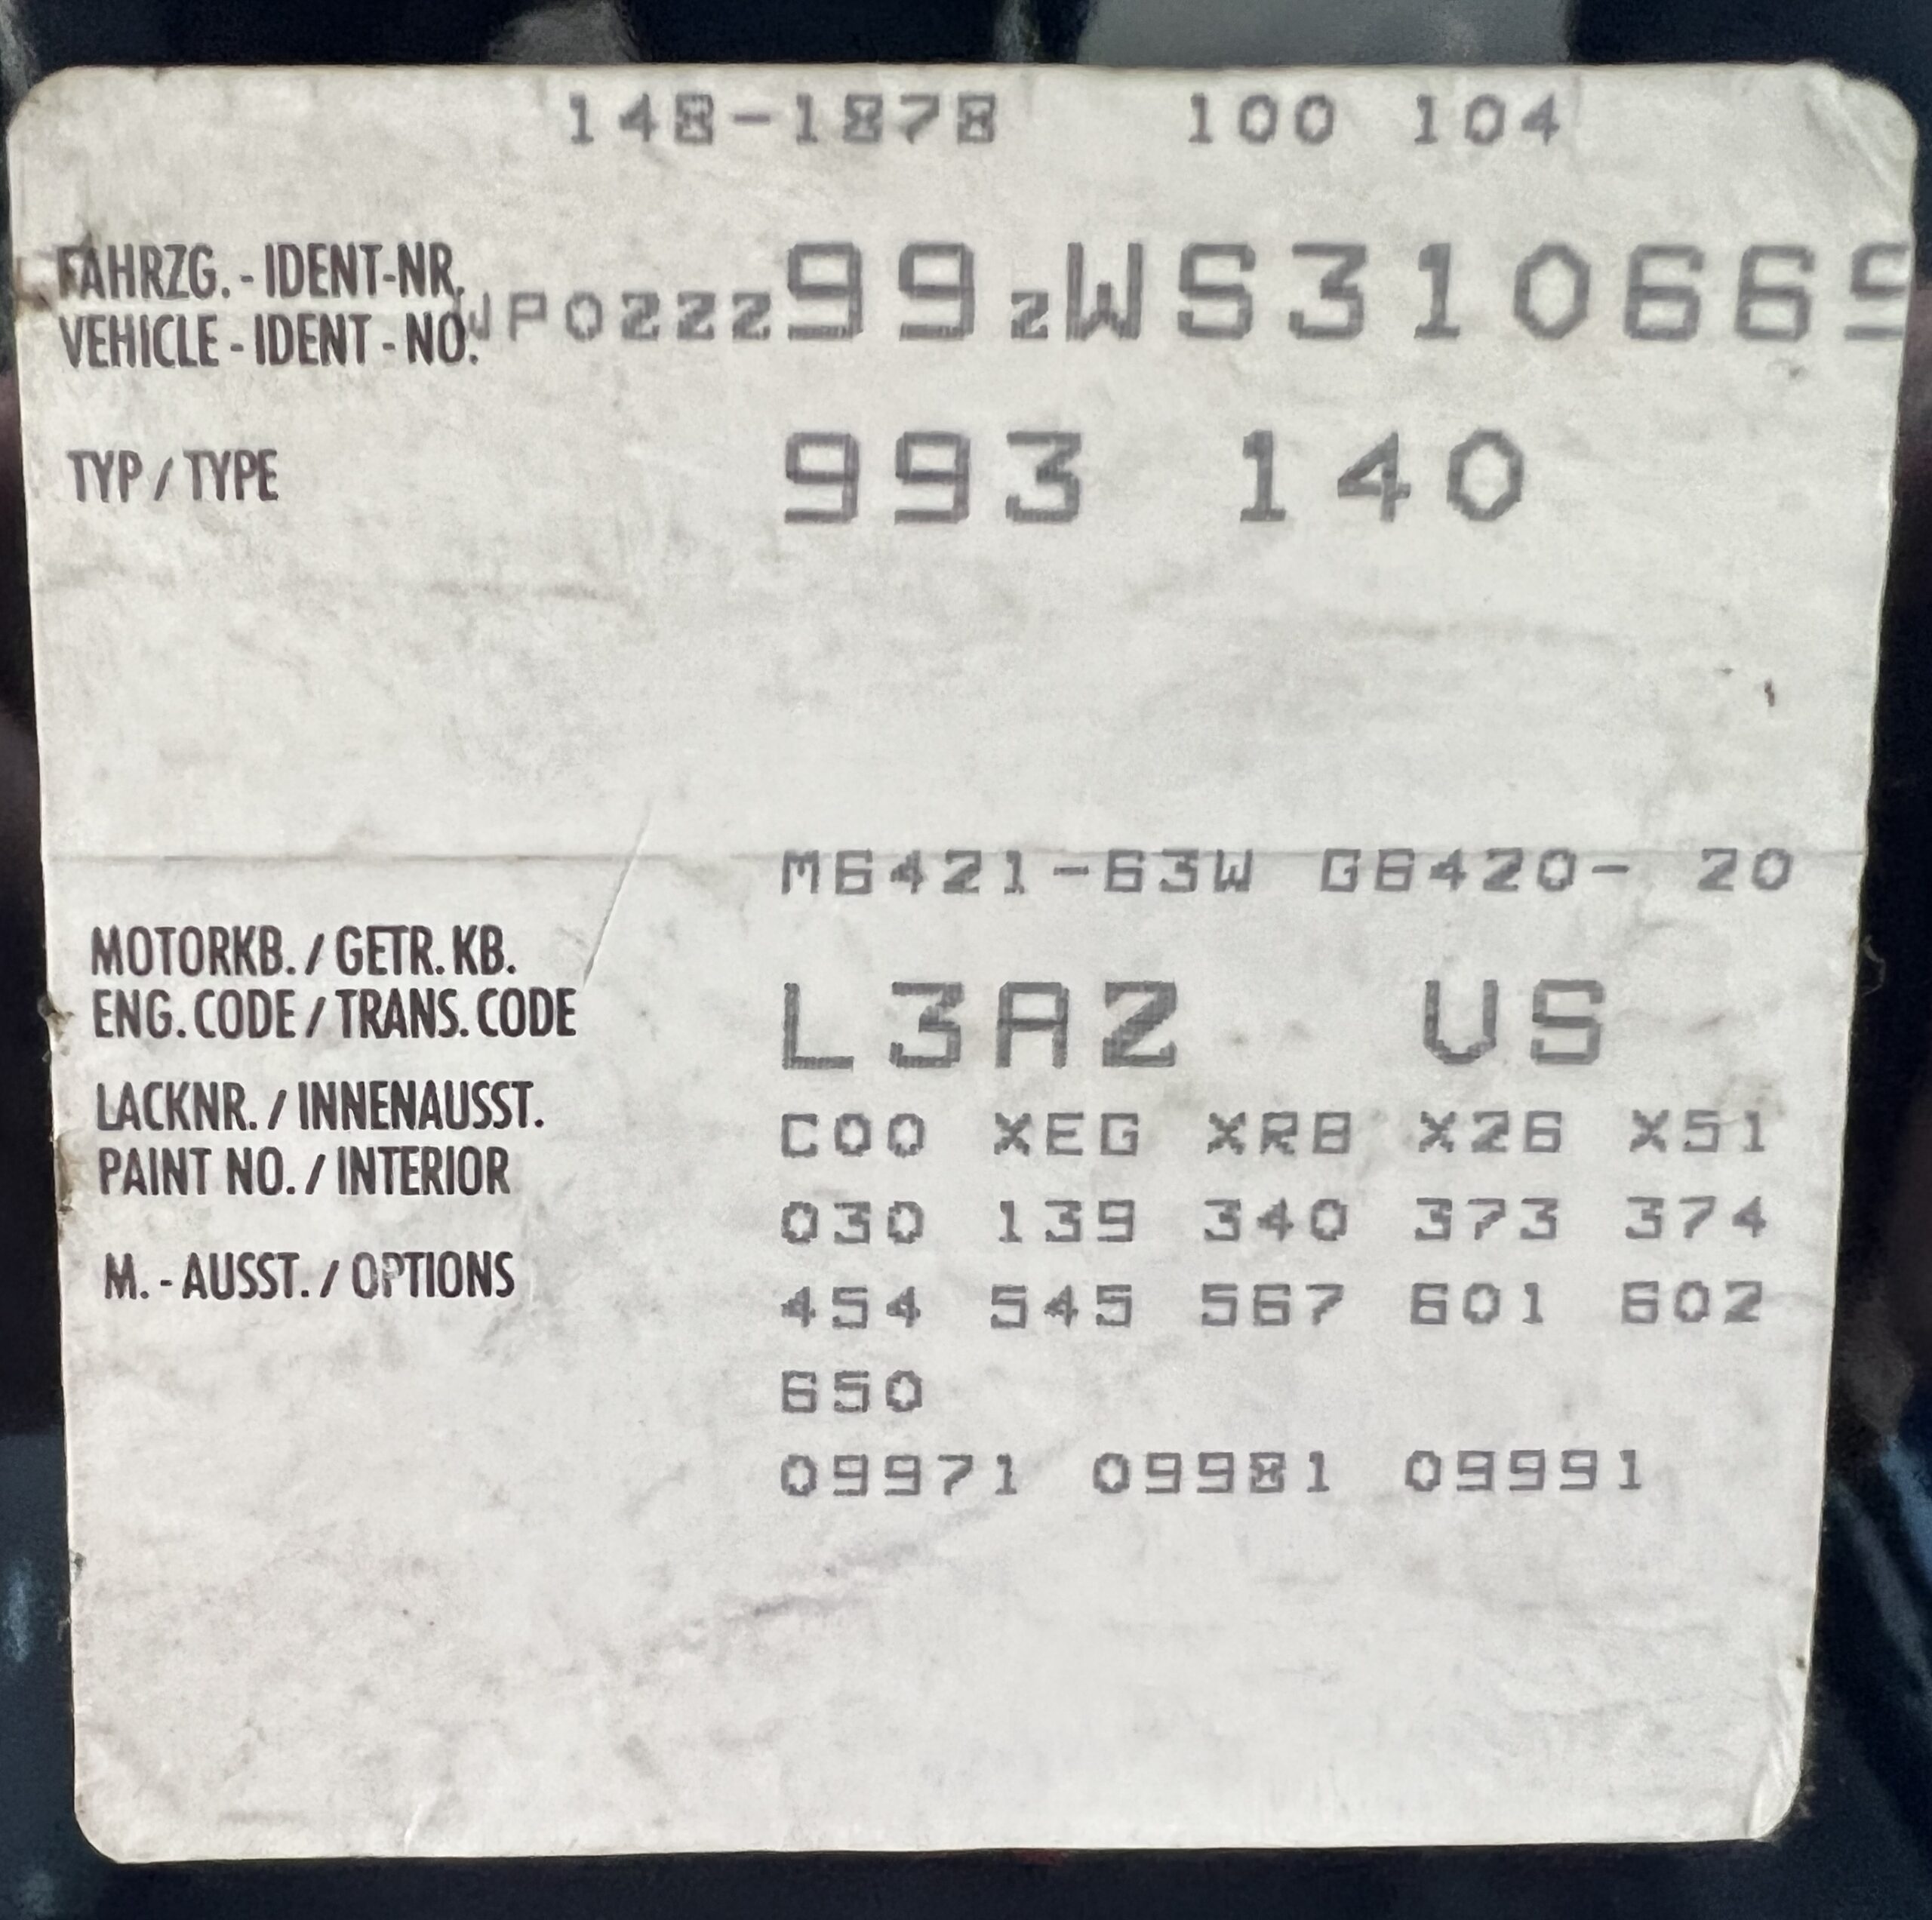 148-1878 100 104
FAHRZG. - IDENT-NR.
VEHICLE - IDENT - NO.
WP0ZZZ99ZWS31066
TYP / TYPE 993 140
M6421-63W G6420- 20
MOTORKB. / GETR. KB.
ENG. CODE / TRANS. CODE
L3AZ US
LACKNR. / INNENAUSST.
PAINT NO. / INTERIOR
M. - AUSST. / OPTIONS
C00 XEG XRB X26 X51
030 139 340 373 374
454 545 567 601 602
650
09971 09981 09991